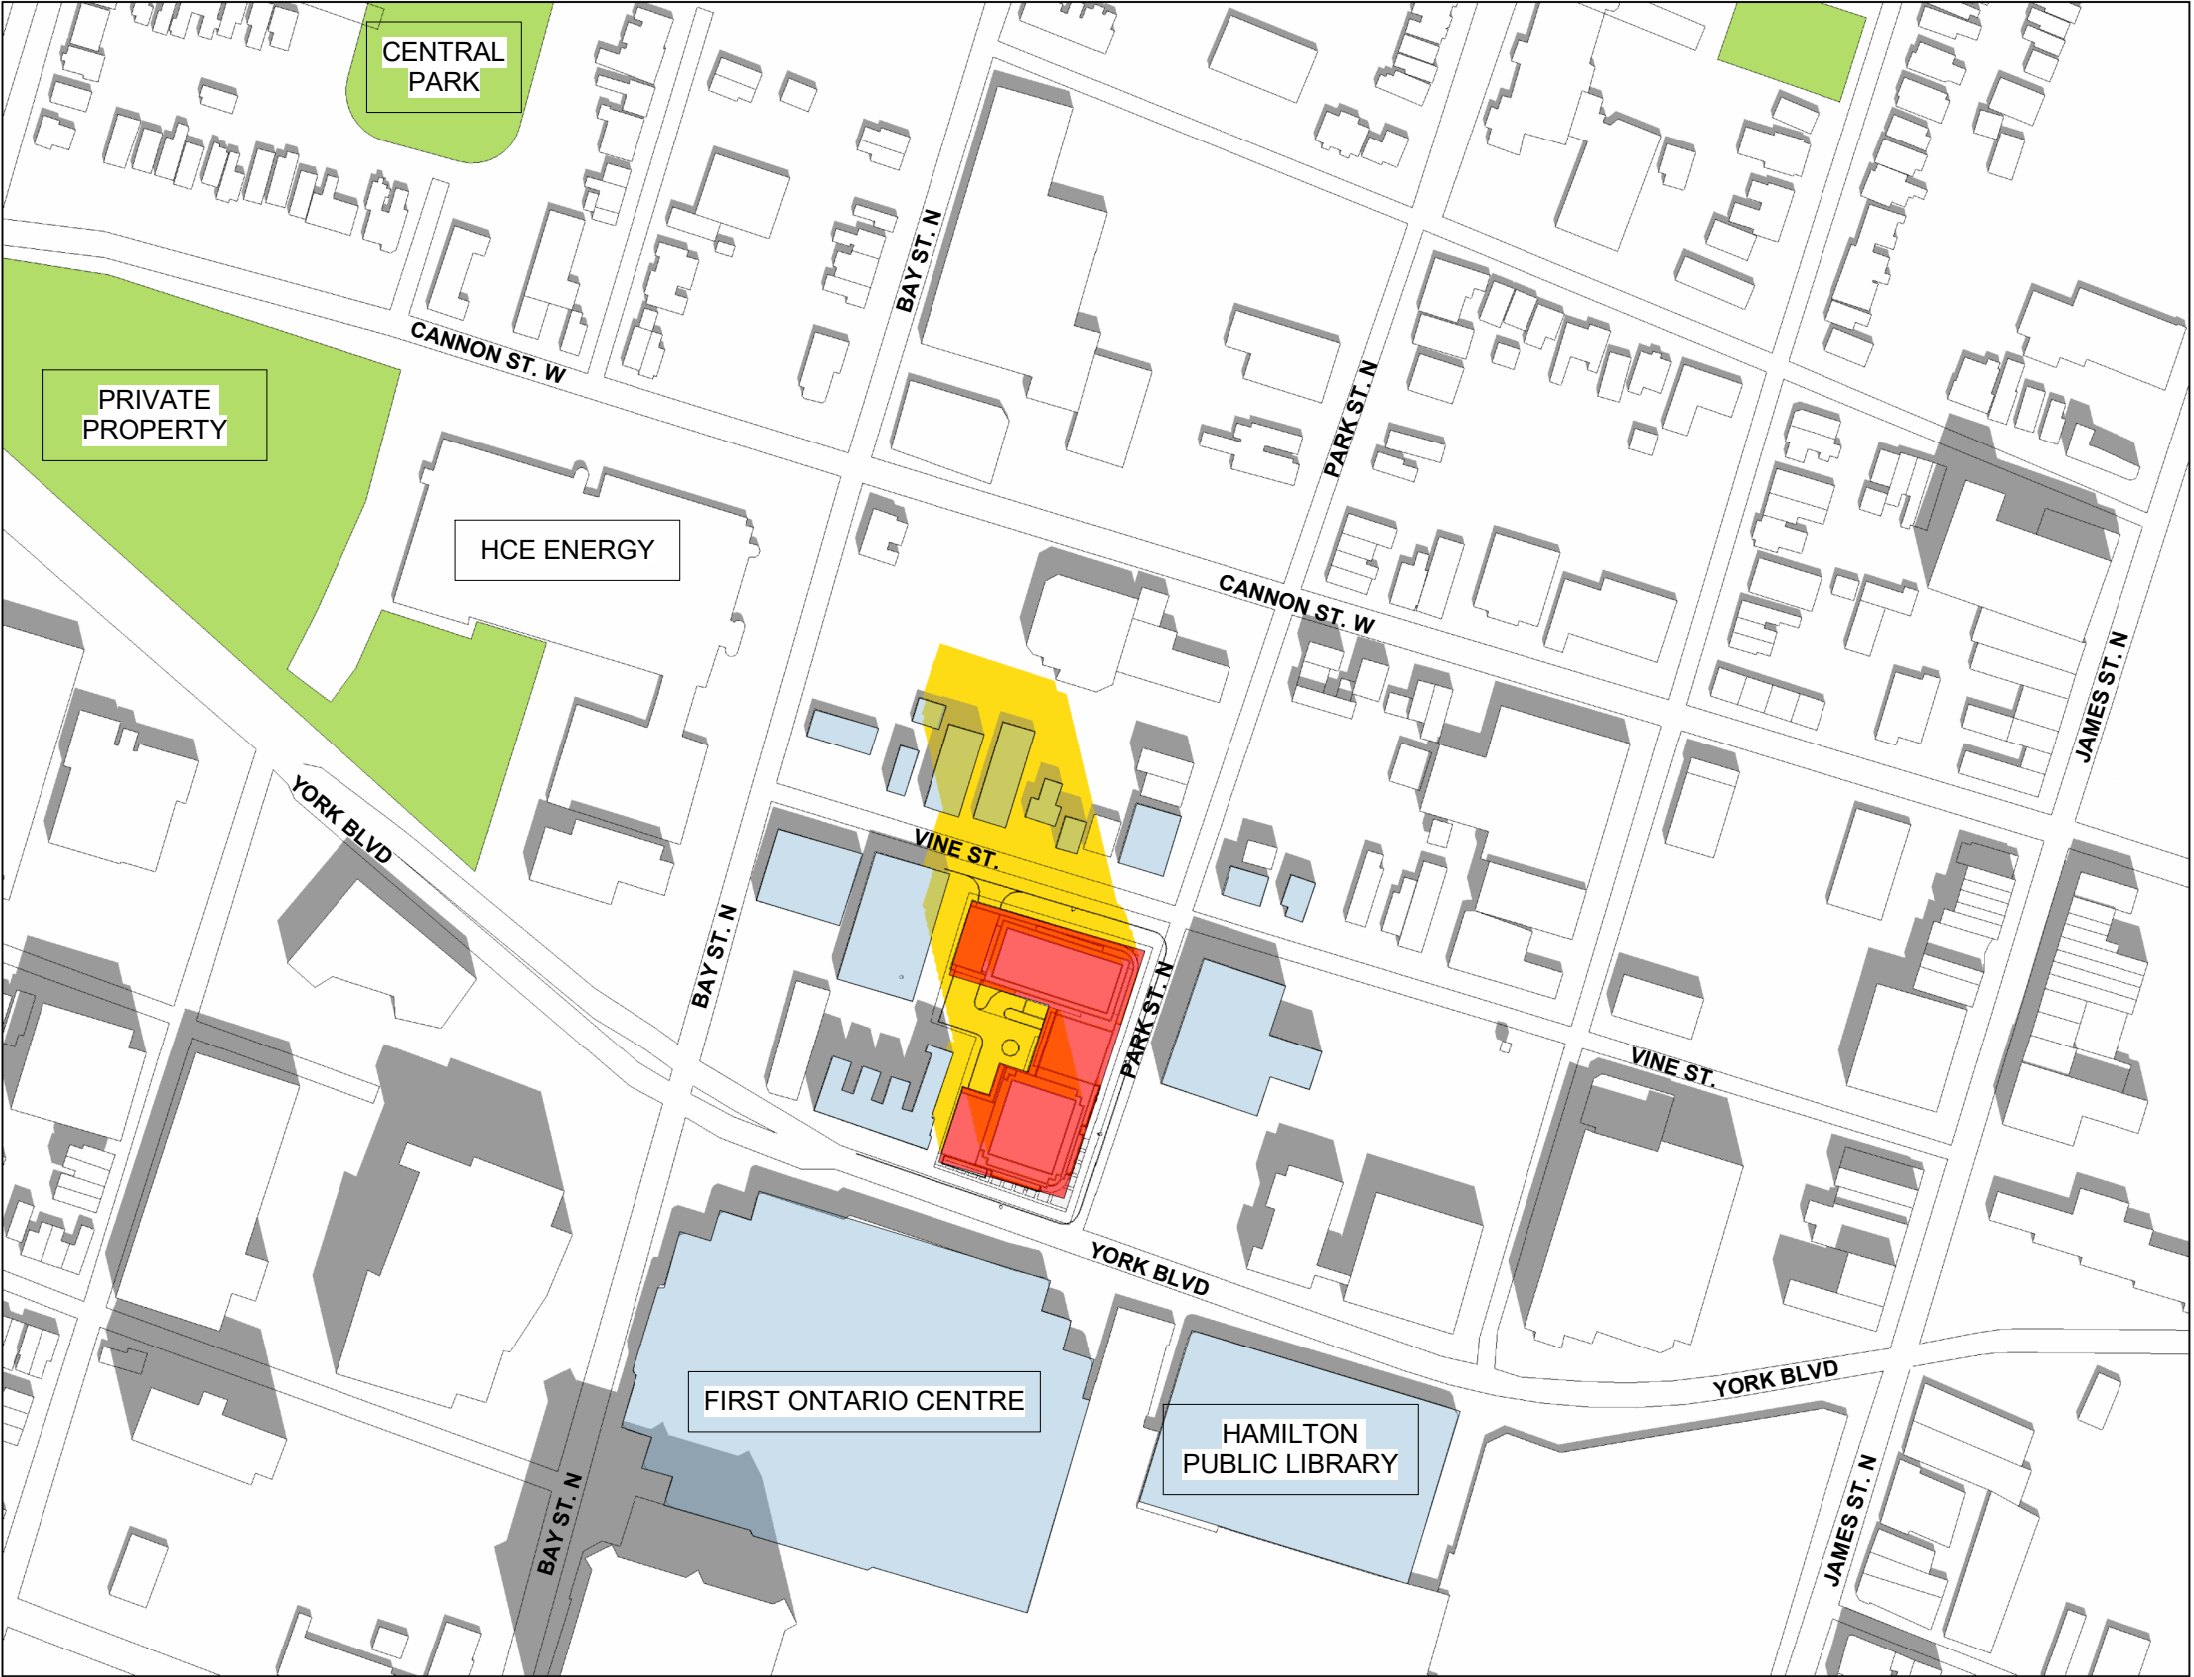 CENTRAL
PARK
BAY ST. N
CANNON ST. W
PRIVATE
PROPERTY
PARK ST. N
HCE ENERGY
CANNON ST. W
JAMES ST. N
YORK BLVD
VINE ST.
BAY ST. N
PARK ST. N
VINE ST.
YORK BLVD
YORK BLVD
FIRST ONTARIO CENTRE
HAMILTON
PUBLIC LIBRARY
BAY ST. N
JAMES ST. N